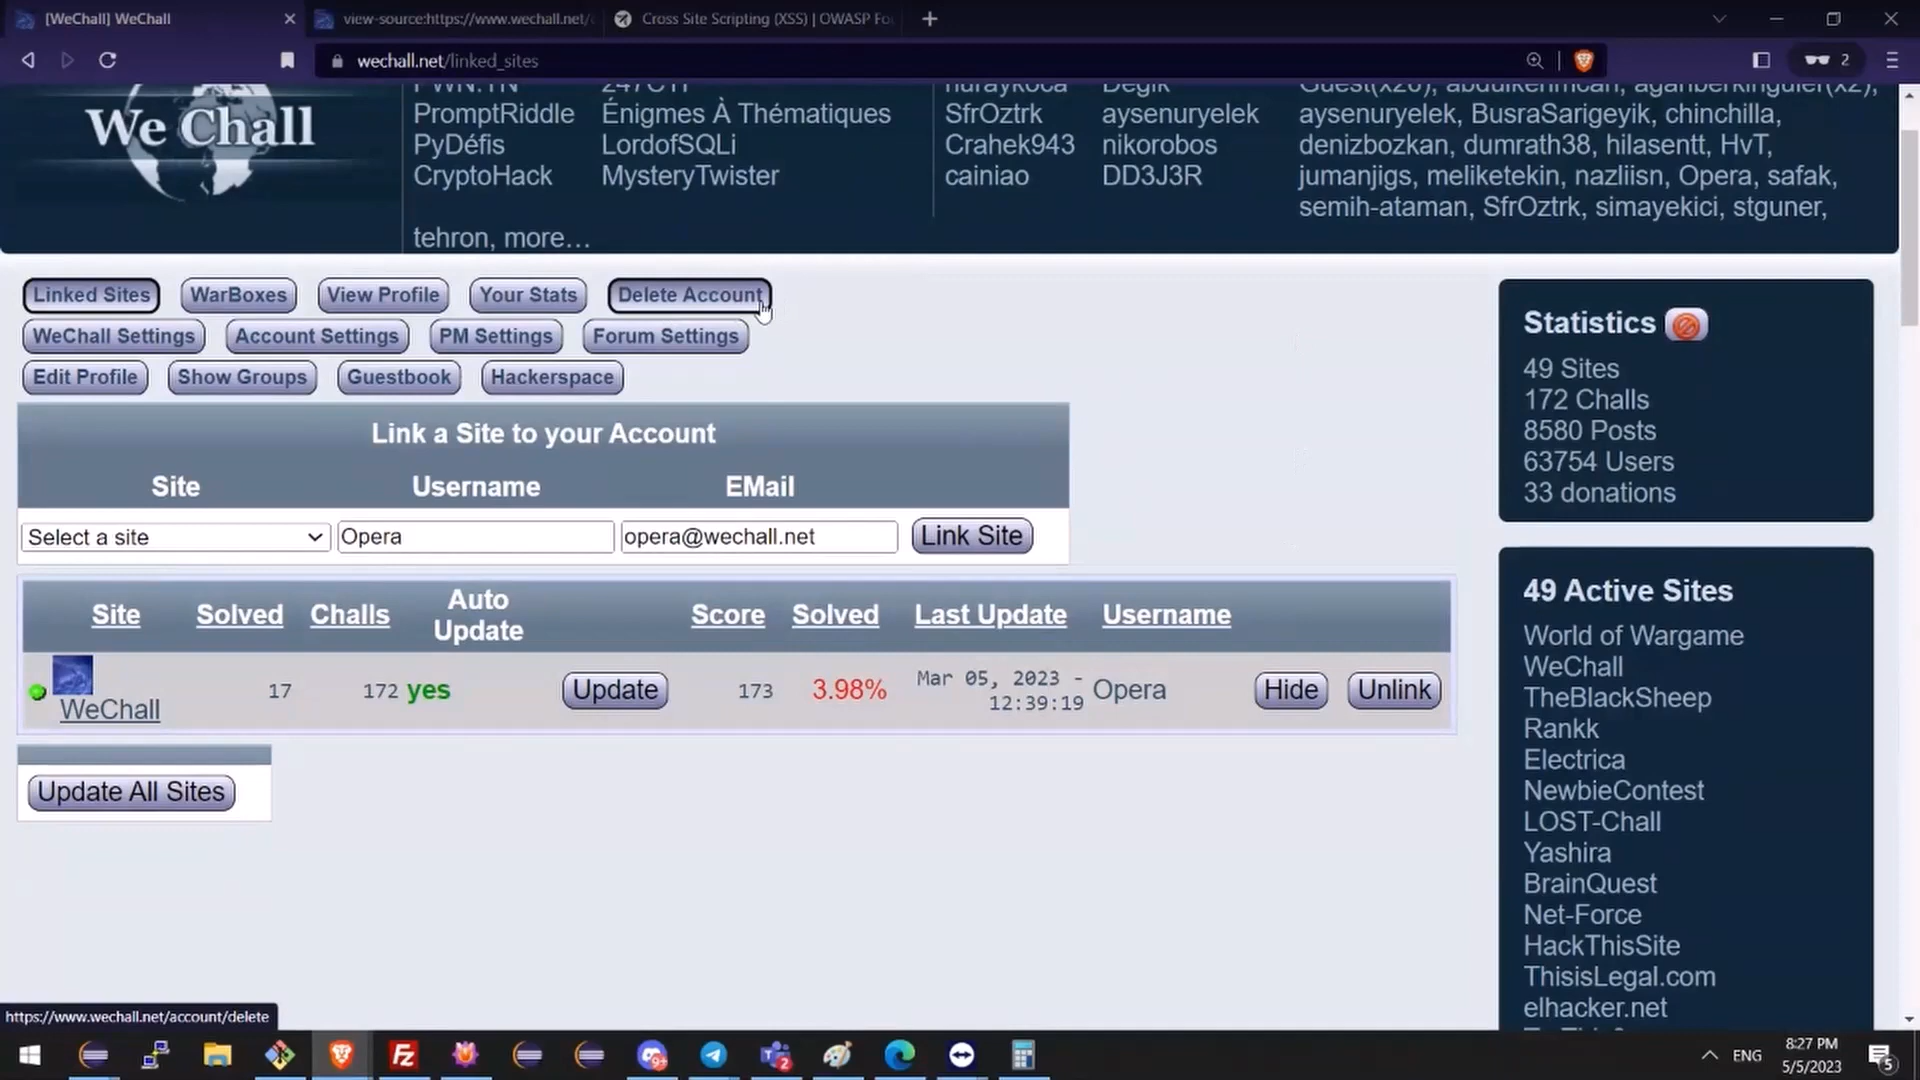 [WeChall] WeChall
view-source:https://www.wechall.net/
Cross Site Scripting (XSS) | OWASP Fo
wechall.net/linked_sites
2
We Chall
PromptRiddle
PyDéfis
CryptoHack
tehron, more…
247CTF
Énigmes À Thématiques
LordofSQLi
MysteryTwister
nuraykoca
SfrOztrk
Crahek943
cainiao
Degik
aysenuryelek
nikorobos
DD3J3R
aysenuryelek, BusraSarigeyik, chinchilla,
denizbozkan, dumrath38, hilasentt, HvT,
jumanjigs, meliketekin, nazliisn, Opera, safak,
semih-ataman, SfrOztrk, simayekici, stguner,
Linked Sites WarBoxes View Profile Your Stats Delete Account
WeChall Settings Account Settings PM Settings Forum Settings
Edit Profile Show Groups Guestbook Hackerspace
Link a Site to your Account
Site Username EMail
Select a site Opera opera@wechall.net Link Site
Site Solved Challs Auto Update Score Solved Last Update Username
WeChall 17 172 yes Update 173 3.98% Mar 05, 2023 - 12:39:19 Opera Hide Unlink
Update All Sites
Statistics
49 Sites
172 Challs
8580 Posts
63754 Users
33 donations
49 Active Sites
World of Wargame
WeChall
TheBlackSheep
Rankk
Electrica
NewbieContest
LOST-Chall
Yashira
BrainQuest
Net-Force
HackThisSite
ThisisLegal.com
elhacker.net
https://www.wechall.net/account/delete
9+
2
ENG
8:27 PM
5/5/2023
5